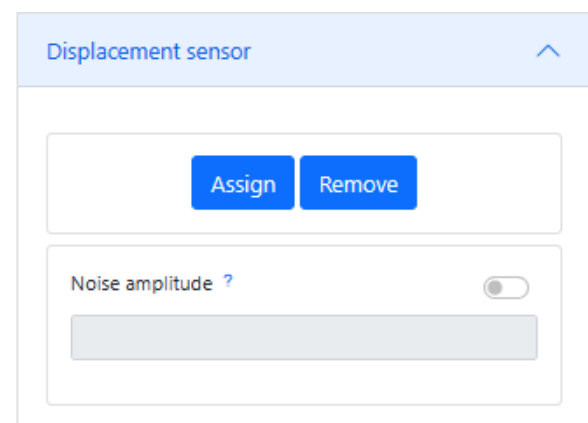 Displacement sensor
Assign Remove
Noise amplitude ?